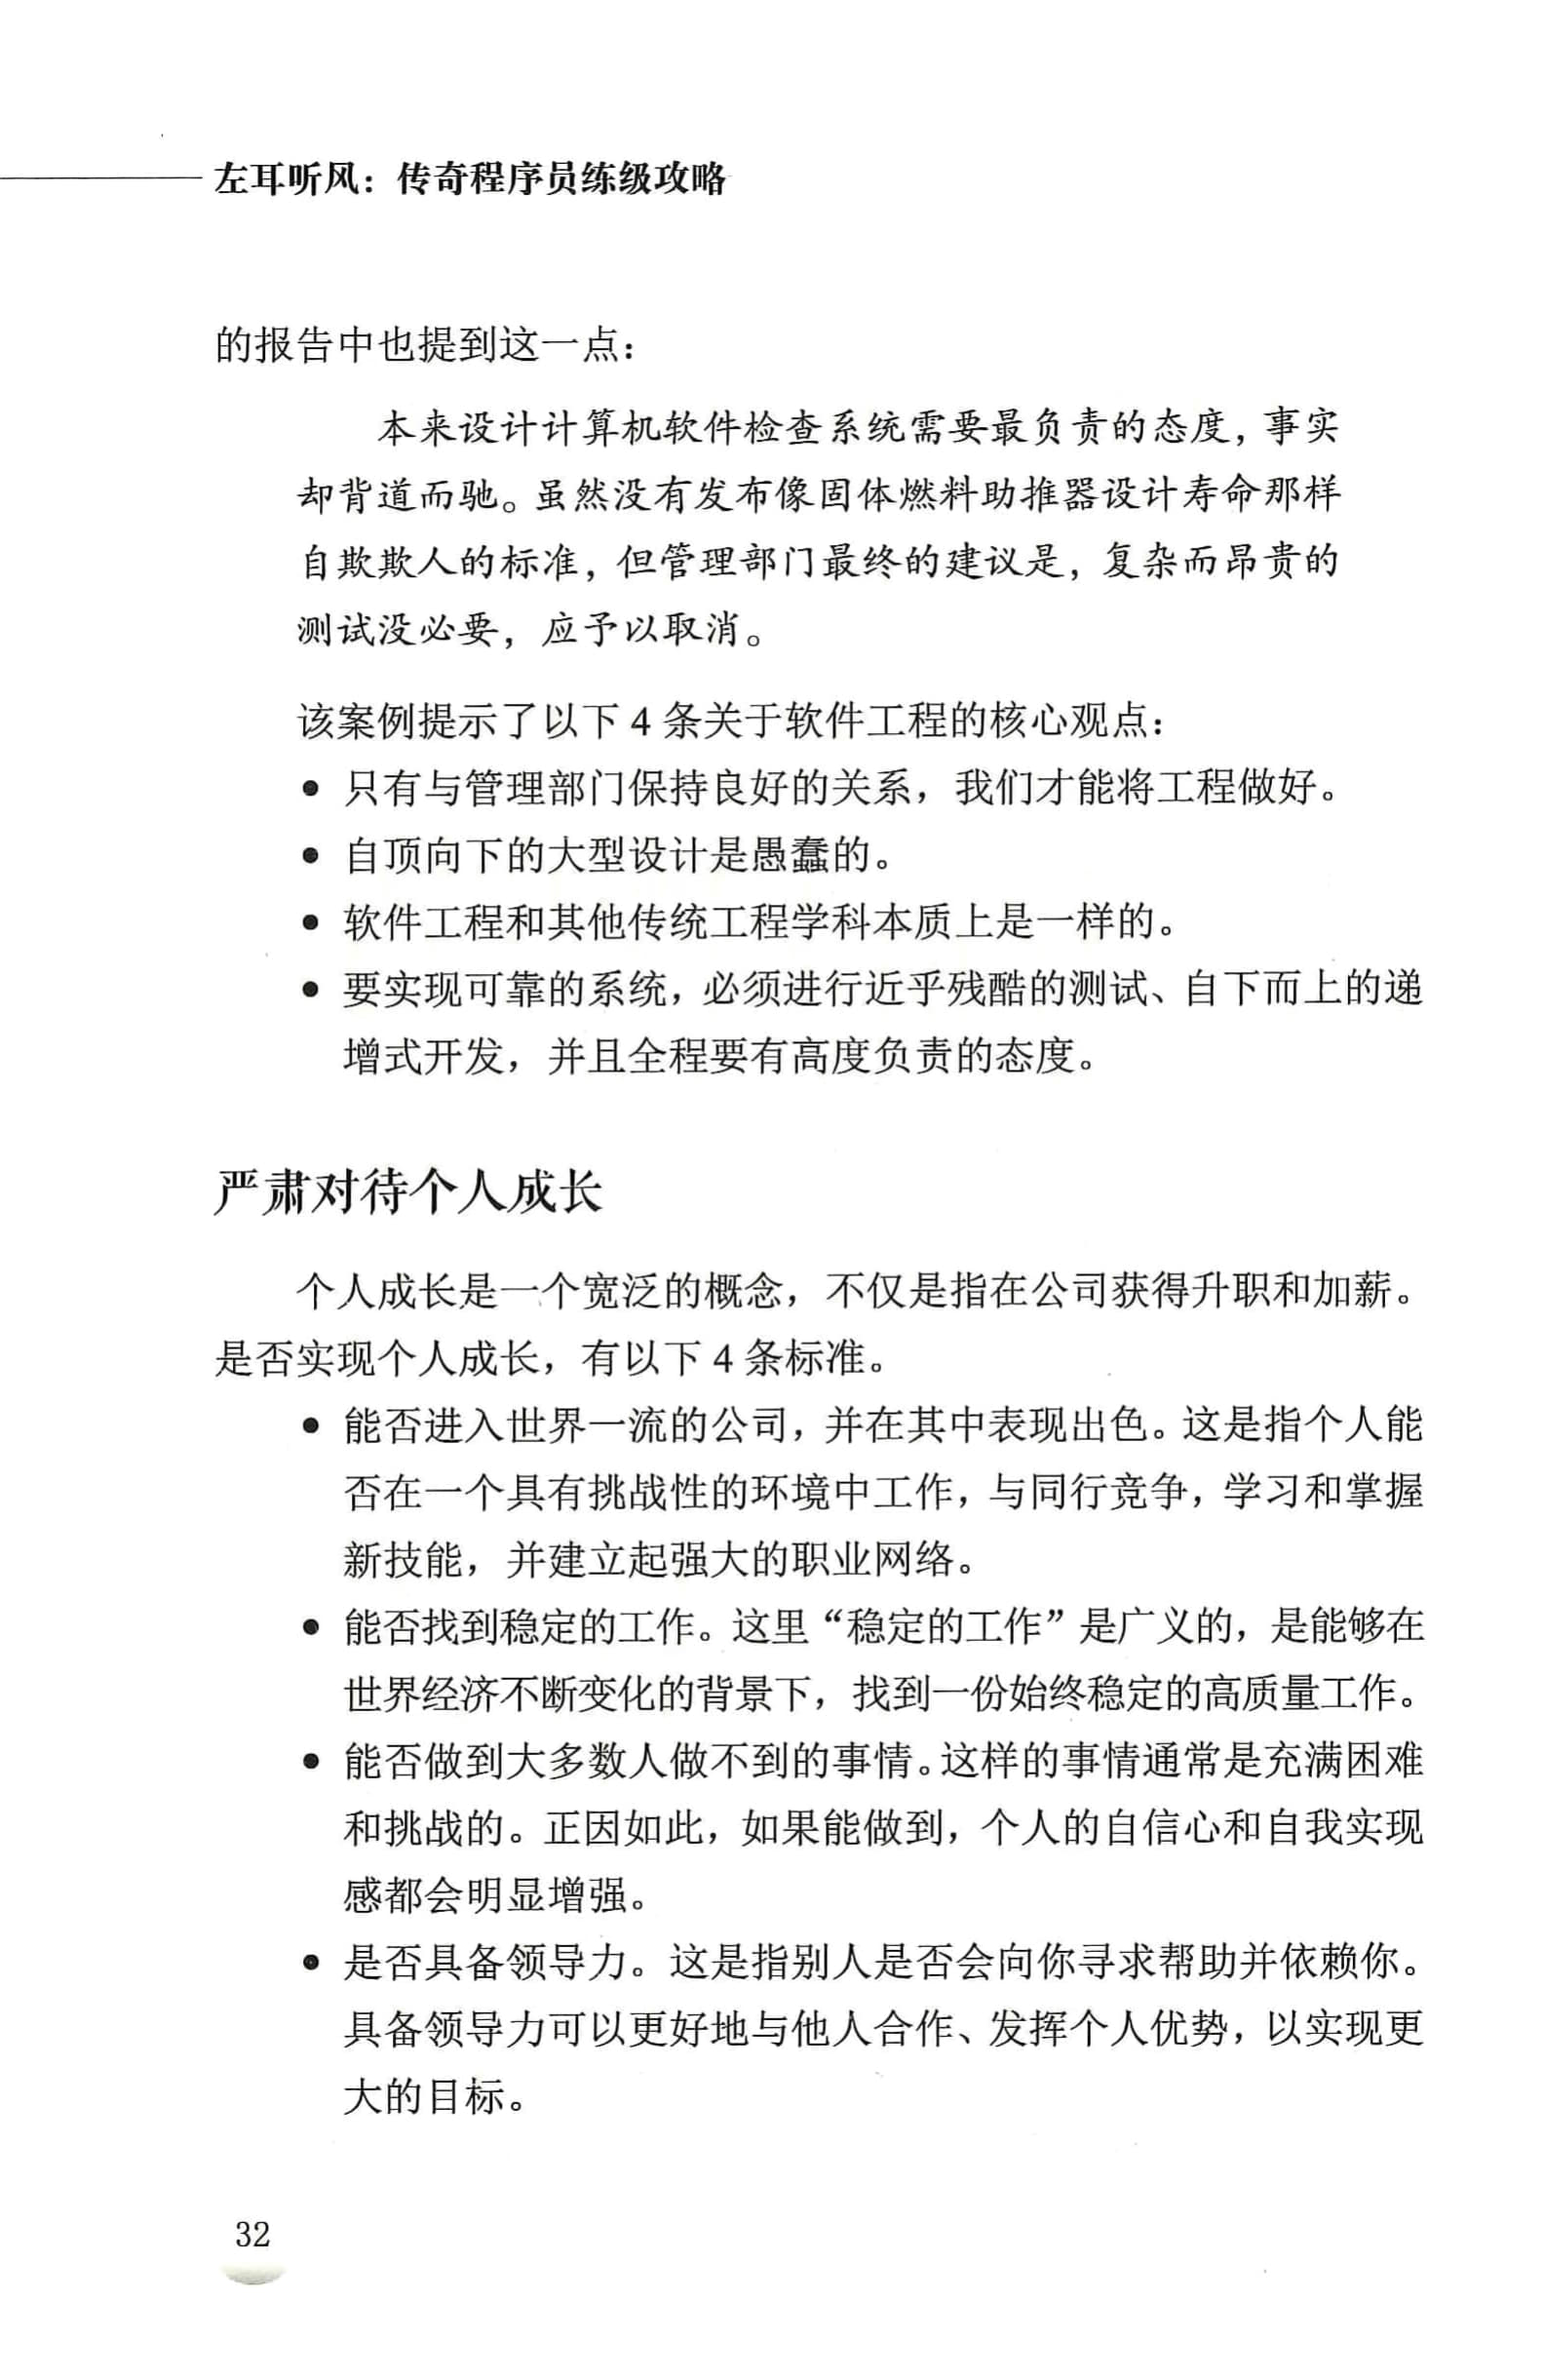 左耳听风：传奇程序员练级攻略
的报告中也提到这一点：
本来设计计算机软件检查系统需要最负责的态度，事实
却背道而驰。虽然没有发布像固体燃料助推器设计寿命那样
自欺欺人的标准，但管理部门最终的建议是，复杂而昂贵的
测试没必要，应予以取消。
该案例提示了以下 4 条关于软件工程的核心观点：
● 只有与管理部门保持良好的关系，我们才能将工程做好。
● 自顶向下的大型设计是愚蠢的。
● 软件工程和其他传统工程学科本质上是一样的。
● 要实现可靠的系统，必须进行近乎残酷的测试、自下而上的递
增式开发，并且全程要有高度负责的态度。
严肃对待个人成长
个人成长是一个宽泛的概念，不仅是指在公司获得升职和加薪。
是否实现个人成长，有以下 4 条标准。
● 能否进入世界一流的公司，并在其中表现出色。这是指个人能
否在一个具有挑战性的环境中工作，与同行竞争，学习和掌握
新技能，并建立起强大的职业网络。
● 能否找到稳定的工作。这里“稳定的工作”是广义的，是能够在
世界经济不断变化的背景下，找到一份始终稳定的高质量工作。
● 能否做到大多数人做不到的事情。这样的事情通常是充满困难
和挑战的。正因如此，如果能做到，个人的自信心和自我实现
感都会明显增强。
● 是否具备领导力。这是指别人是否会向你寻求帮助并依赖你。
具备领导力可以更好地与他人合作、发挥个人优势，以实现更
大的目标。
32